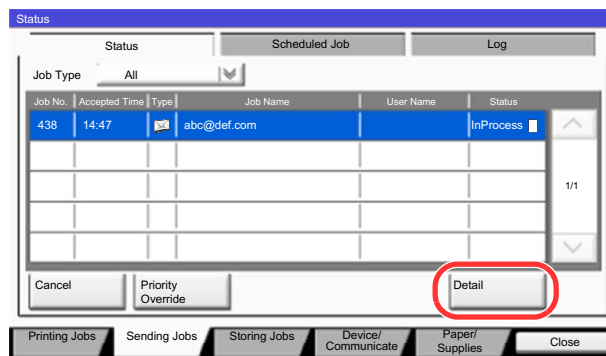 Status
Status Scheduled Job Log
Job Type All
Job No. Accepted Time Type Job Name User Name Status
438 14:47 abc@def.com InProcess
1/1
Cancel Priority Override Detail
Printing Jobs Sending Jobs Storing Jobs Device/ Communicate Paper/ Supplies Close